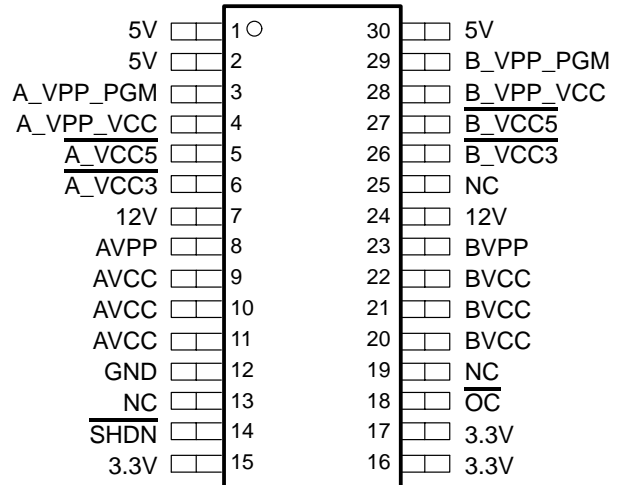 5V 1 30 5V
5V 2 29 B_VPP_PGM
A_VPP_PGM 3 28 B_VPP_VCC
A_VPP_VCC 4 27 B_VCC5
A_VCC5 5 26 B_VCC3
A_VCC3 6 25 NC
12V 7 24 12V
AVPP 8 23 BVPP
AVCC 9 22 BVCC
AVCC 10 21 BVCC
AVCC 11 20 BVCC
GND 12 19 NC
NC 13 18 OC
SHDN 14 17 3.3V
3.3V 15 16 3.3V